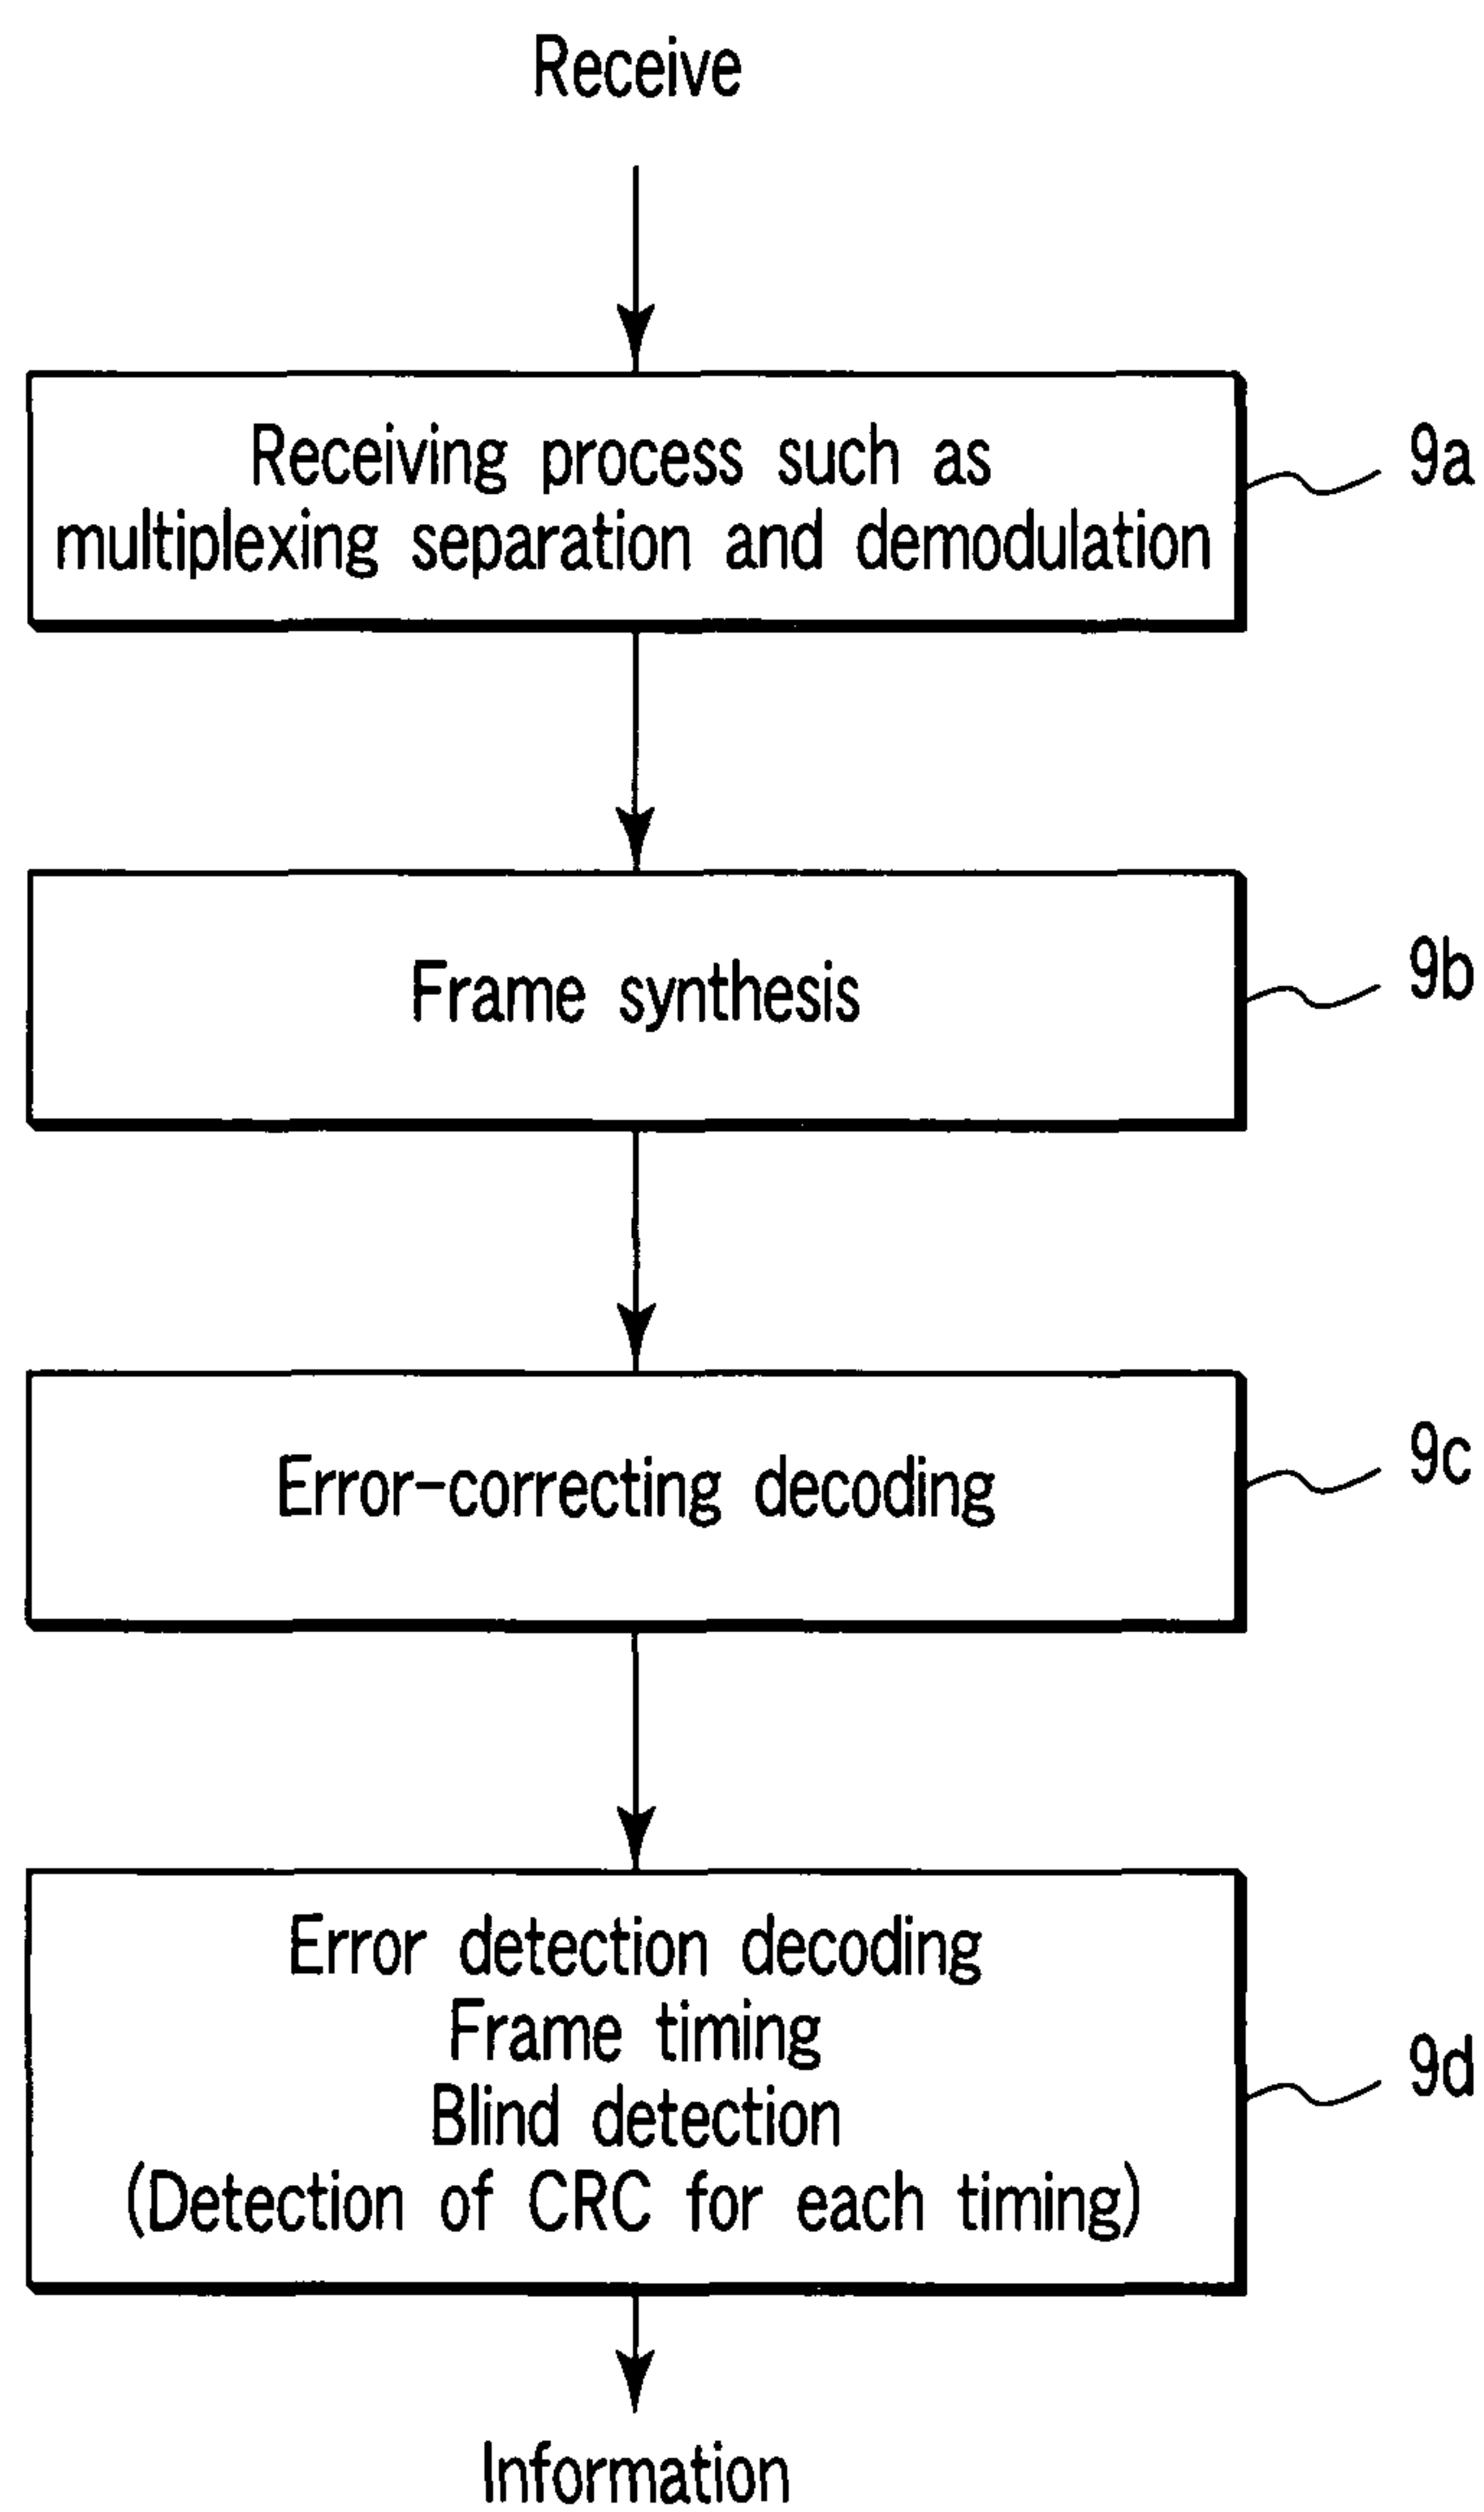 Receive
Receiving process such as
multiplexing separation and demodulation
9a
Frame synthesis
9b
Error-correcting decoding
9c
Error detection decoding
Frame timing
Blind detection
(Detection of CRC for each timing)
9d
Information